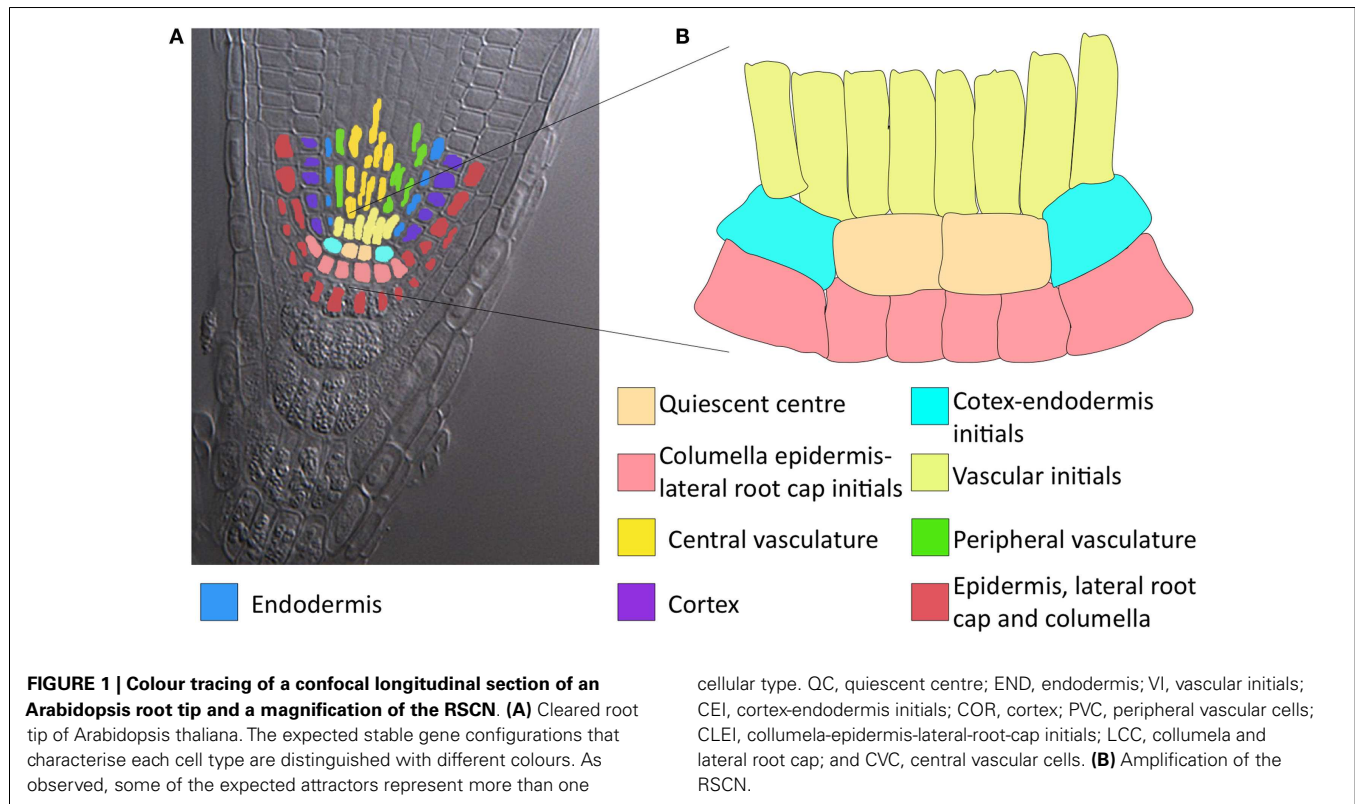 A
B
Quiescent centre
Cotex-endodermis
initials
Columella epidermis-
lateral root cap initials
Vascular initials
Central vasculature
Peripheral vasculature
Endodermis
Cortex
Epidermis, lateral root
cap and columella
FIGURE 1 | Colour tracing of a confocal longitudinal section of an
Arabidopsis root tip and a magnification of the RSCN. (A) Cleared root
tip of Arabidopsis thaliana. The expected stable gene configurations that
characterise each cell type are distinguished with different colours. As
observed, some of the expected attractors represent more than one
cellular type. QC, quiescent centre; END, endodermis; VI, vascular initials;
CEI, cortex-endodermis initials; COR, cortex; PVC, peripheral vascular cells;
CLEI, collumela-epidermis-lateral-root-cap initials; LCC, collumela and
lateral root cap; and CVC, central vascular cells. (B) Amplification of the
RSCN.